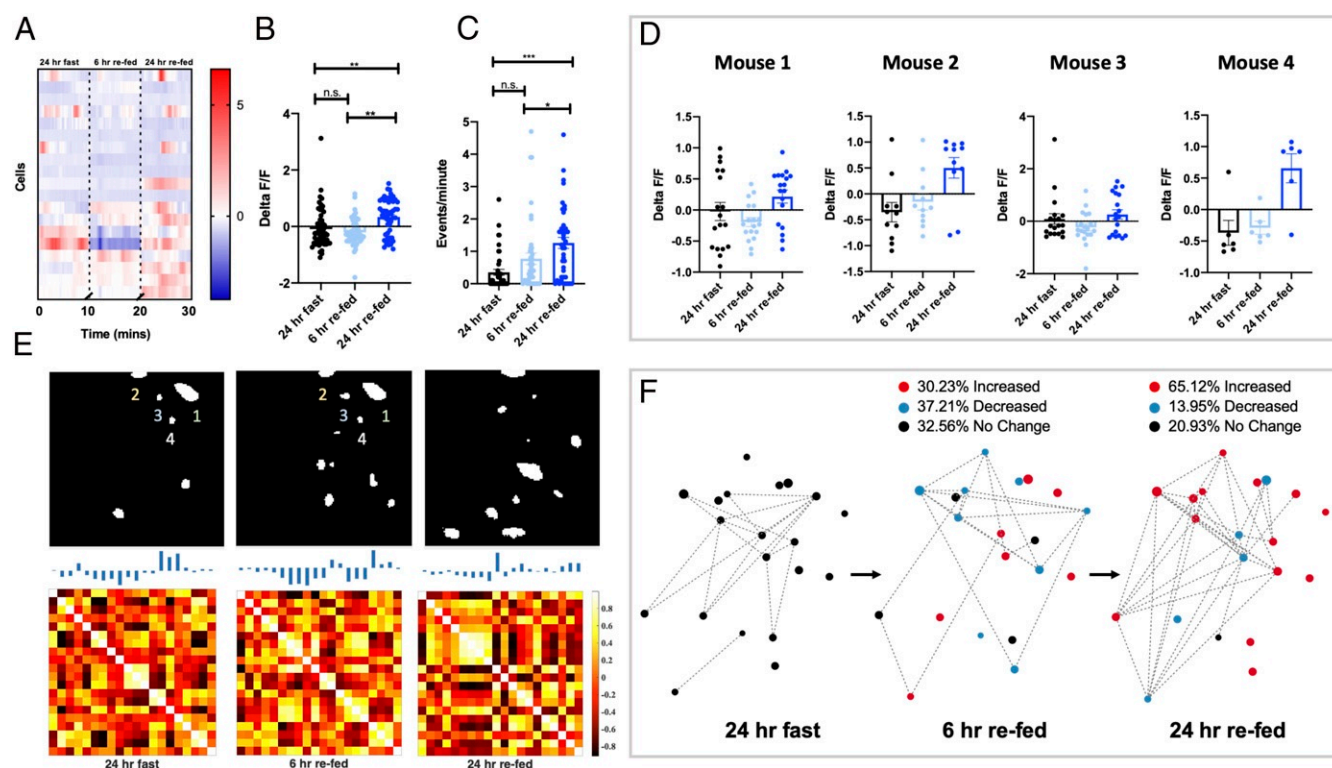 A
24 hr fast
6 hr re-fed
24 hr re-fed
5
0
Cells
0
10
20
30
Time (mins)
B
**
n.s.
**
4
2
0
-2
Delta F/F
24 hr fast
6 hr re-fed
24 hr re-fed
C
***
n.s.
*
5
4
3
2
1
0
Events/minute
24 hr fast
6 hr re-fed
24 hr re-fed
D
Mouse 1
1.5
1.0
0.5
0.0
-0.5
-1.0
Delta F/F
24 hr fast
6 hr re-fed
24 hr re-fed
Mouse 2
1.5
1.0
0.5
0.0
-0.5
-1.0
-1.5
Delta F/F
24 hr fast
6 hr re-fed
24 hr re-fed
Mouse 3
4
2
0
-2
Delta F/F
24 hr fast
6 hr re-fed
24 hr re-fed
Mouse 4
1.5
1.0
0.5
0.0
-0.5
-1.0
Delta F/F
24 hr fast
6 hr re-fed
24 hr re-fed
E
2
3
1
4
2
3
1
4
0.8
0.6
0.4
0.2
0
-0.2
-0.4
-0.6
-0.8
24 hr fast
6 hr re-fed
24 hr re-fed
F
30.23% Increased
37.21% Decreased
32.56% No Change
65.12% Increased
13.95% Decreased
20.93% No Change
24 hr fast
6 hr re-fed
24 hr re-fed